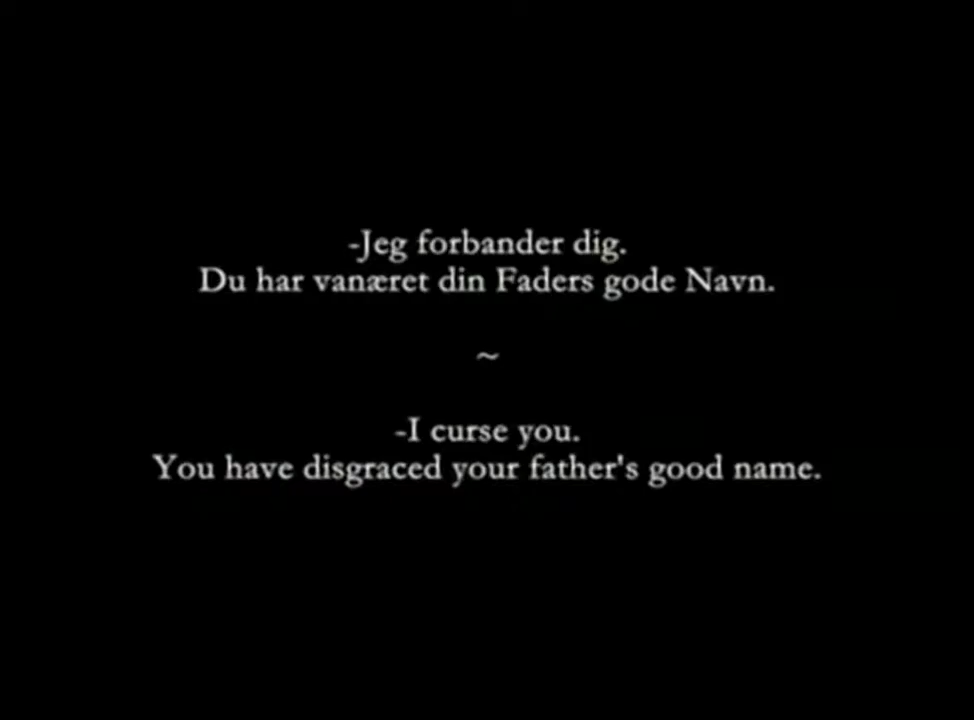 -Jeg forbander dig.
Du har vanæret din Faders gode Navn.
~
-I curse you.
You have disgraced your father's good name.